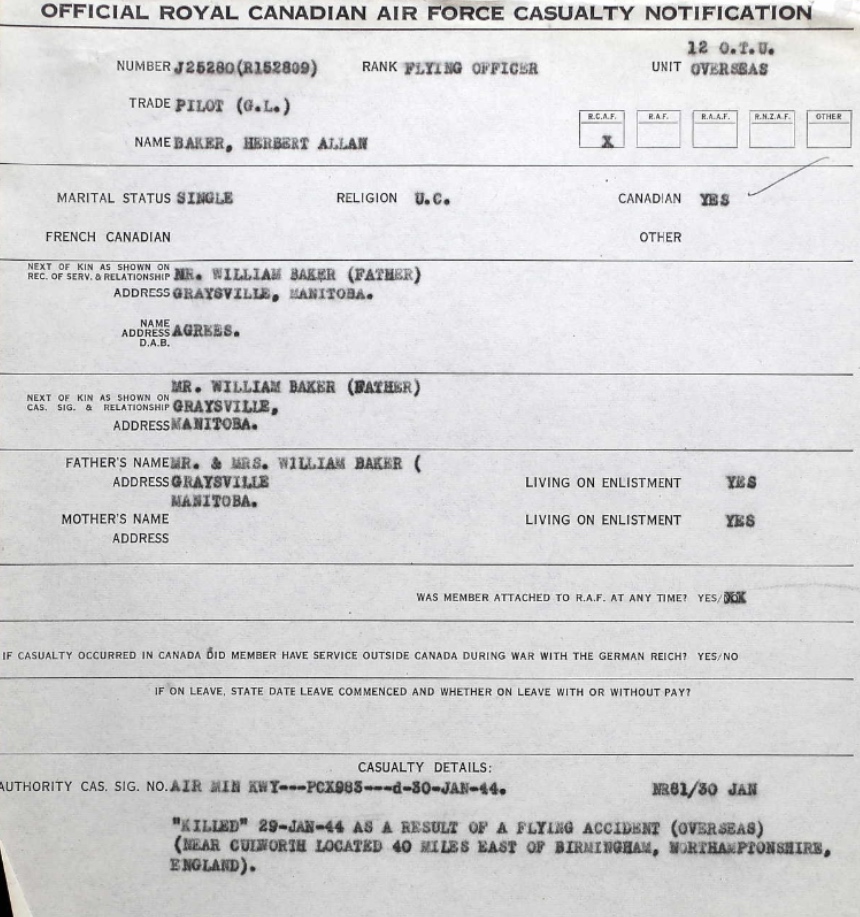 OFFICIAL ROYAL CANADIAN AIR FORCE CASUALTY NOTIFICATION
12 O.T.U.
NUMBER J25280(R152809) RANK FLYING OFFICER UNIT OVERSEAS
TRADE PILOT (G.L.)
R.C.A.F. R.A.F. R.A.A.F. R.N.Z.A.F. OTHER
NAME BAKER, HERBERT ALLAN X
MARITAL STATUS SINGLE RELIGION U.C. CANADIAN YES
FRENCH CANADIAN OTHER
NEXT OF KIN AS SHOWN ON
REC. OF SERV. & RELATIONSHIP MR. WILLIAM BAKER (FATHER)
ADDRESS GRAYSVILLE, MANITOBA.
NAME
ADDRESS AGREES.
D.A.B.
MR. WILLIAM BAKER (FATHER)
NEXT OF KIN AS SHOWN ON
CAS. SIG. & RELATIONSHIP GRAYSVILLE,
ADDRESS MANITOBA.
FATHER'S NAME MR. & MRS. WILLIAM BAKER (
ADDRESS GRAYSVILLE LIVING ON ENLISTMENT YES
MANITOBA.
MOTHER'S NAME LIVING ON ENLISTMENT YES
ADDRESS
WAS MEMBER ATTACHED TO R.A.F. AT ANY TIME? YES/
IF CASUALTY OCCURRED IN CANADA DID MEMBER HAVE SERVICE OUTSIDE CANADA DURING WAR WITH THE GERMAN REICH? YES/NO
IF ON LEAVE, STATE DATE LEAVE COMMENCED AND WHETHER ON LEAVE WITH OR WITHOUT PAY?
CASUALTY DETAILS:
AUTHORITY CAS. SIG. NO. AIR MIN KWY---PCX983---d-30-JAN-44. NR81/30 JAN
"KILLED" 29-JAN-44 AS A RESULT OF A FLYING ACCIDENT (OVERSEAS)
(NEAR CULWORTH LOCATED 40 MILES EAST OF BIRMINGHAM, NORTHAMPTONSHIRE,
ENGLAND).